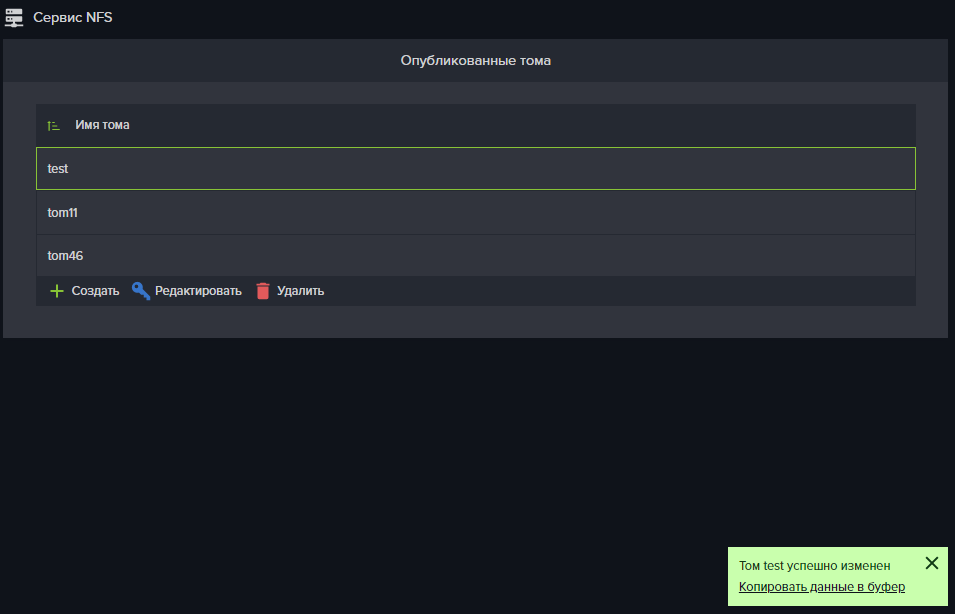 Сервис NFS
Опубликованные тома
Имя тома
test
tom11
tom46
Создать Редактировать Удалить
Том test успешно изменен
Копировать данные в буфер